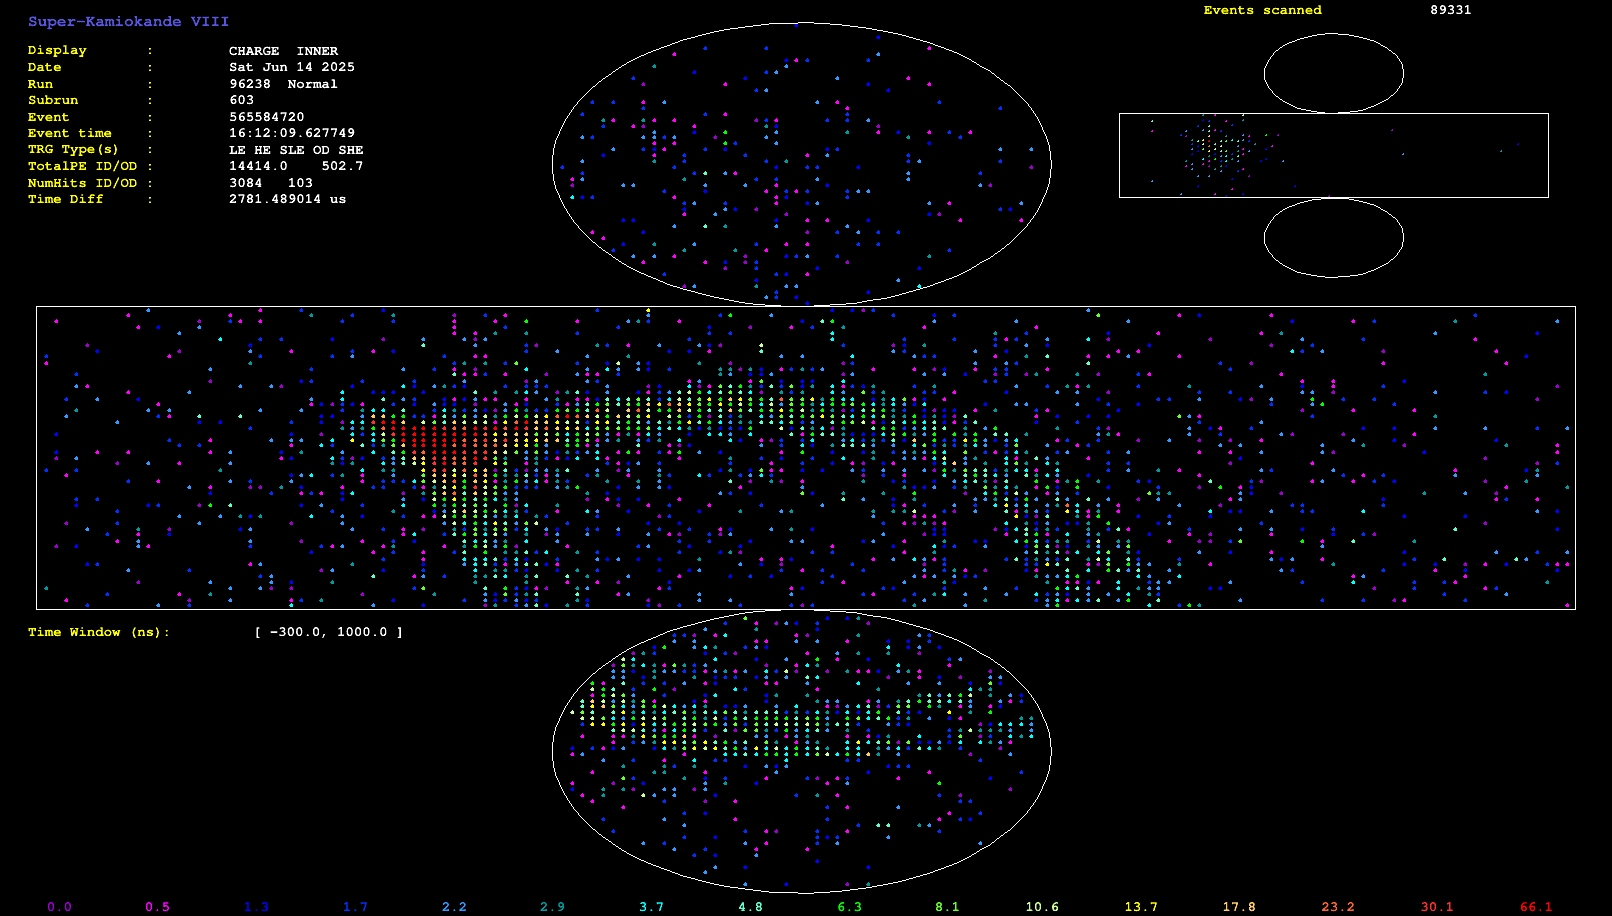 Super-Kamiokande VIII
Events scanned 89331
Display : CHARGE INNER
Date : Sat Jun 14 2025
Run : 96238 Normal
Subrun : 603
Event : 565584720
Event time : 16:12:09.627749
TRG Type(s) : LE HE SLE OD SHE
TotalPE ID/OD : 14414.0 502.7
NumHits ID/OD : 3084 103
Time Diff : 2781.489014 us
Time Window (ns): [ -300.0, 1000.0 ]
0.0 0.5 1.3 1.7 2.2 2.9 3.7 4.8 6.3 8.1 10.6 13.7 17.8 23.2 30.1 66.1